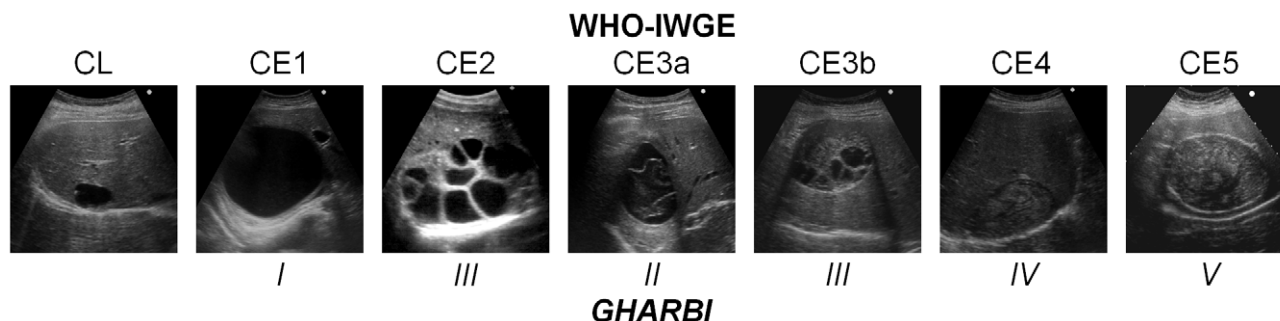 WHO-IWGE
CL CE1 CE2 CE3a CE3b CE4 CE5
I III II III IV V
GHARBI